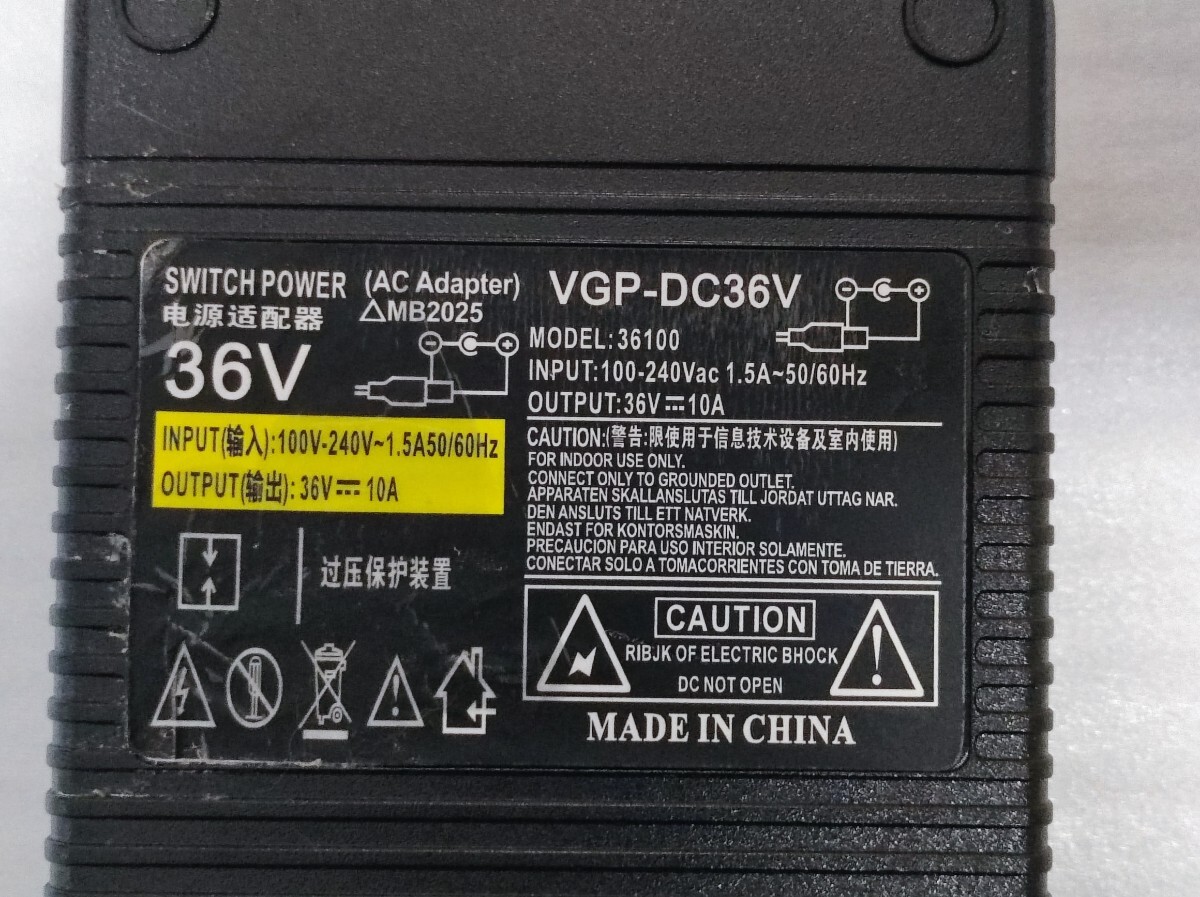 SWITCH POWER (AC Adapter)
电源适配器 △MB2025
36V
INPUT(输入):100V-240V~1.5A50/60Hz
OUTPUT(输出):36V⎓10A
过压保护装置
VGP-DC36V
MODEL:36100
INPUT:100-240Vac 1.5A~50/60Hz
OUTPUT:36V⎓10A
CAUTION:(警告:限使用于信息技术设备及室内使用)
FOR INDOOR USE ONLY.
CONNECT ONLY TO GROUNDED OUTLET.
APPARATEN SKALLANSLUTAS TILL JORDAT UTTAG NAR.
DEN ANSLUTS TILL ETT NATVERK.
ENDAST FOR KONTORSMASKIN.
PRECAUCION PARA USO INTERIOR SOLAMENTE.
CONECTAR SOLO A TOMACORRIENTES CON TOMA DE TIERRA.
CAUTION
RIBJK OF ELECTRIC BHOCK
DC NOT OPEN
MADE IN CHINA